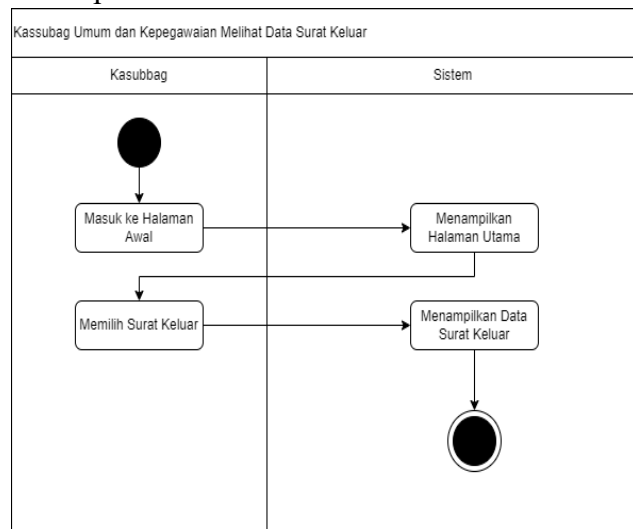 Kassubag Umum dan Kepegawaian Melihat Data Surat Keluar
Kasubbag
Sistem
Masuk ke Halaman
Awal
Menampilkan
Halaman Utama
Memilih Surat Keluar
Menampilkan Data
Surat Keluar